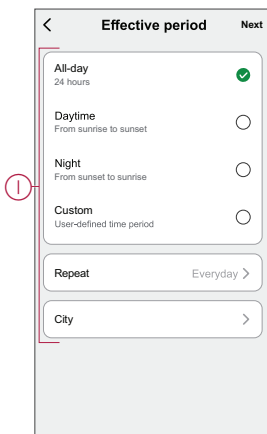 Effective period Next
All-day
24 hours
Daytime
From sunrise to sunset
Night
From sunset to sunrise
Custom
User-defined time period
Repeat Everyday
City